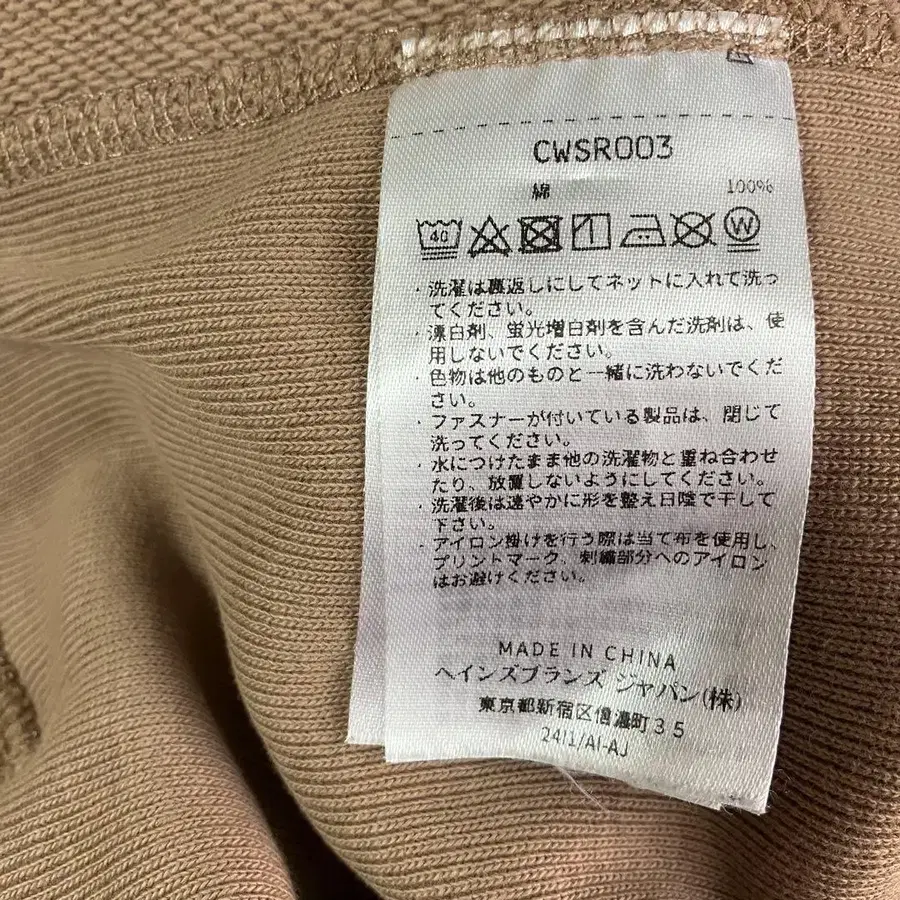 CWSR003
綿 100%
40 W
・洗濯は裏返しにしてネットに入れて洗っ
てください。
・漂白剤、蛍光増白剤を含んだ洗剤は、使
用しないでください。
・色物は他のものと一緒に洗わないでくだ
さい。
・ファスナーが付いている製品は、閉じて
洗ってください。
・水につけたまま他の洗濯物と重ね合わせ
たり、放置しないようにしてください。
・洗濯後は速やかに形を整え日陰で干して
下さい。
・アイロン掛けを行う際は当て布を使用し、
プリントマーク、刺繍部分へのアイロン
はお避けください。
MADE IN CHINA
ヘインズブランズ ジャパン(株)
東京都新宿区信濃町35
24I1/AI-AJ